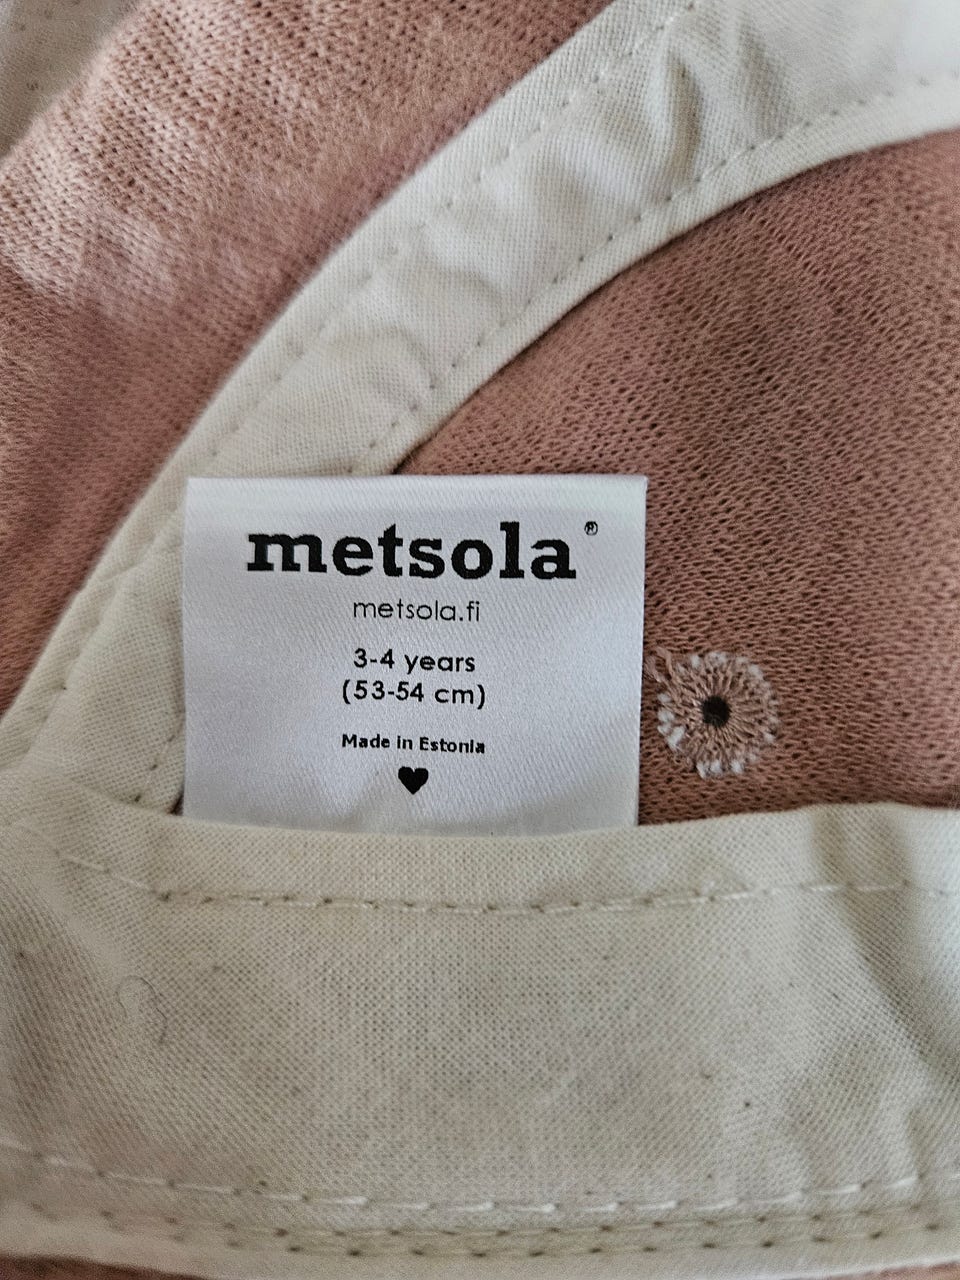 metsola®
metsola.fi
3-4 years
(53-54 cm)
Made in Estonia